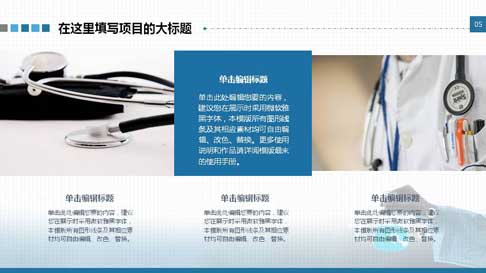 在这里填写项目的大标题
05
单击编辑标题
单击此处编辑您要的内容，
建议您在展示时采用微软雅
黑字体，本模版所有图形线
条及其相应素材均可自由编
辑、改色、替换。更多使用
说明和作品请详阅模版最末
的使用手册。
单击编辑标题
单击此处编辑您要的内容，建议
您在展示时采用微软雅黑字体，
本模版所有图形线条及其相应素
材均可自由编辑、改色、替换。
单击编辑标题
单击此处编辑您要的内容，建议
您在展示时采用微软雅黑字体，
本模版所有图形线条及其相应素
材均可自由编辑、改色、替换。
单击编辑标题
单击此处编辑您要的内容，建议
您在展示时采用微软雅黑字体，
本模版所有图形线条及其相应素
材均可自由编辑、改色、替换。